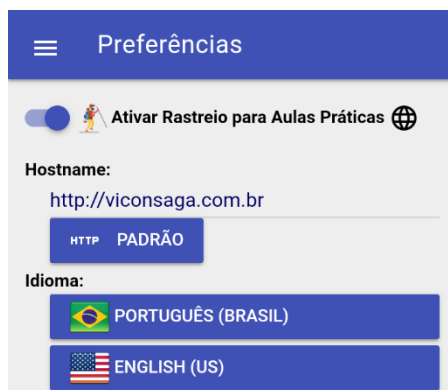 Preferências
Ativar Rastreio para Aulas Práticas
Hostname:
http://viconsaga.com.br
HTTP PADRÃO
Idioma:
PORTUGUÊS (BRASIL)
ENGLISH (US)